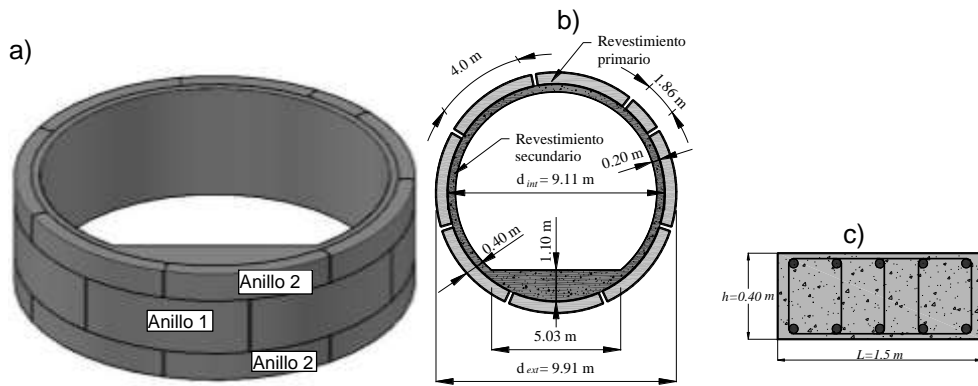 a)
Anillo 2
Anillo 1
Anillo 2
b)
Revestimiento
primario
4.0 m
1.86 m
Revestimiento
secundario
0.20 m
d int = 9.11 m
0.40 m
1.10 m
5.03 m
d ext = 9.91 m
c)
h=0.40 m
L=1.5 m